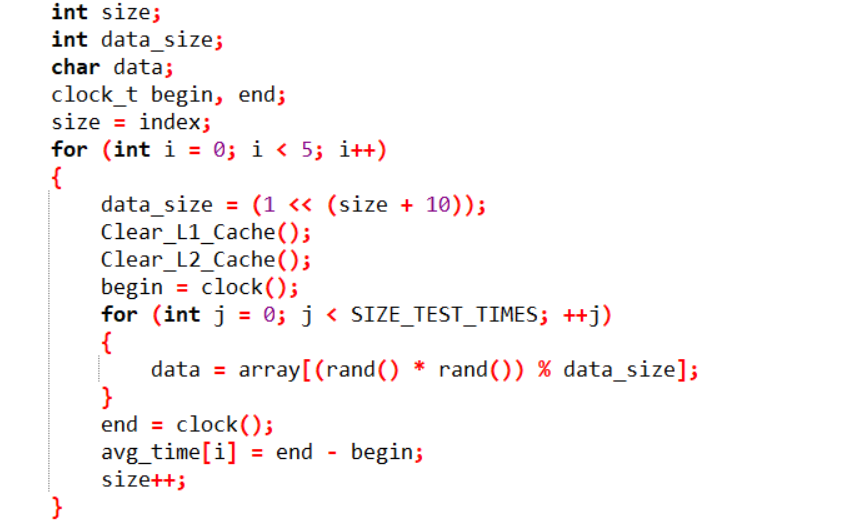 int size;
int data_size;
char data;
clock_t begin, end;
size = index;
for (int i = 0; i < 5; i++)
{
    data_size = (1 << (size + 10));
    Clear_L1_Cache();
    Clear_L2_Cache();
    begin = clock();
    for (int j = 0; j < SIZE_TEST_TIMES; ++j)
    {
        data = array[(rand() * rand()) % data_size];
    }
    end = clock();
    avg_time[i] = end - begin;
    size++;
}